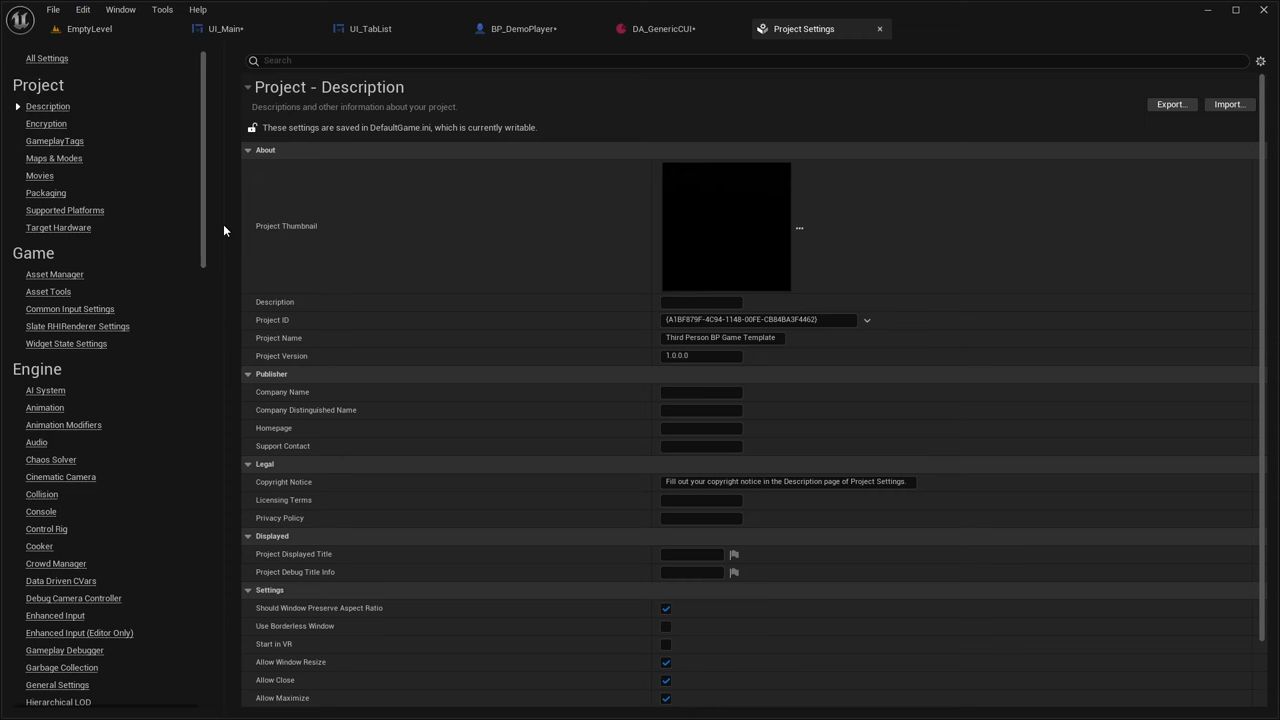 File Edit Window Tools Help
EmptyLevel UI_Main* UI_TabList BP_DemoPlayer* DA_GenericCUI* Project Settings
All Settings
Project
Description
Encryption
GameplayTags
Maps & Modes
Movies
Packaging
Supported Platforms
Target Hardware
Game
Asset Manager
Asset Tools
Common Input Settings
Slate RHIRenderer Settings
Widget State Settings
Engine
AI System
Animation
Animation Modifiers
Audio
Chaos Solver
Cinematic Camera
Collision
Console
Control Rig
Cooker
Crowd Manager
Data Driven CVars
Debug Camera Controller
Enhanced Input
Enhanced Input (Editor Only)
Gameplay Debugger
Garbage Collection
General Settings
Hierarchical LOD
Search
Project - Description
Descriptions and other information about your project.
Export... Import...
These settings are saved in DefaultGame.ini, which is currently writable.
About
Project Thumbnail
Description
Project ID {A1BF879F-4C94-1148-00FE-CB84BA3F4462}
Project Name Third Person BP Game Template
Project Version 1.0.0.0
Publisher
Company Name
Company Distinguished Name
Homepage
Support Contact
Legal
Copyright Notice Fill out your copyright notice in the Description page of Project Settings.
Licensing Terms
Privacy Policy
Displayed
Project Displayed Title
Project Debug Title Info
Settings
Should Window Preserve Aspect Ratio
Use Borderless Window
Start in VR
Allow Window Resize
Allow Close
Allow Maximize